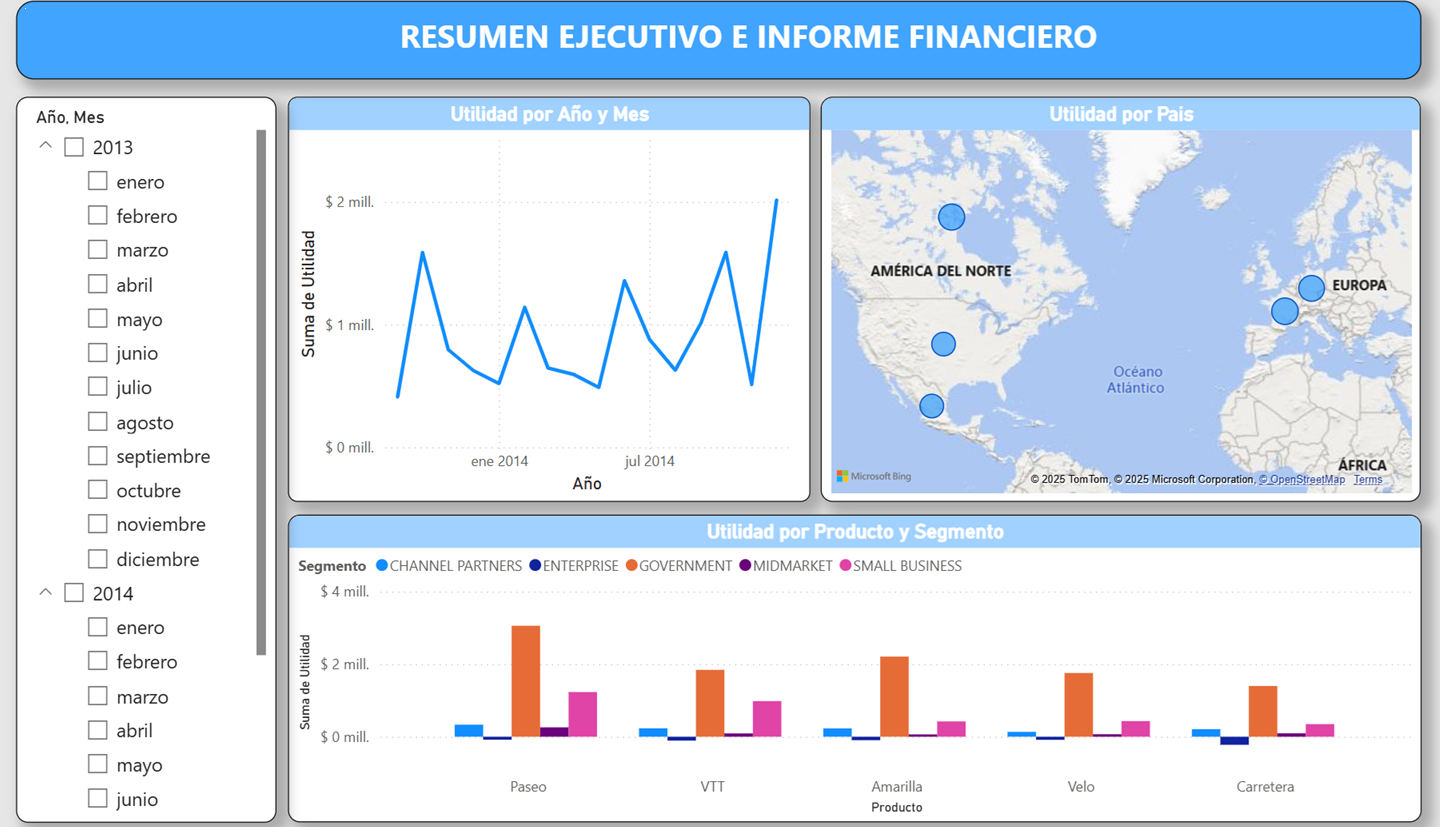 RESUMEN EJECUTIVO E INFORME FINANCIERO
Año, Mes
2013
enero
febrero
marzo
abril
mayo
junio
julio
agosto
septiembre
octubre
noviembre
diciembre
2014
enero
febrero
marzo
abril
mayo
junio
Utilidad por Año y Mes
Suma de Utilidad
$ 2 mill.
$ 1 mill.
$ 0 mill.
ene 2014
jul 2014
Año
Utilidad por Pais
AMÉRICA DEL NORTE
EUROPA
Océano
Atlántico
ÁFRICA
Microsoft Bing
© 2025 TomTom, © 2025 Microsoft Corporation, © OpenStreetMap Terms
Utilidad por Producto y Segmento
Segmento CHANNEL PARTNERS ENTERPRISE GOVERNMENT MIDMARKET SMALL BUSINESS
Suma de Utilidad
$ 4 mill.
$ 2 mill.
$ 0 mill.
Paseo
VTT
Amarilla
Velo
Carretera
Producto